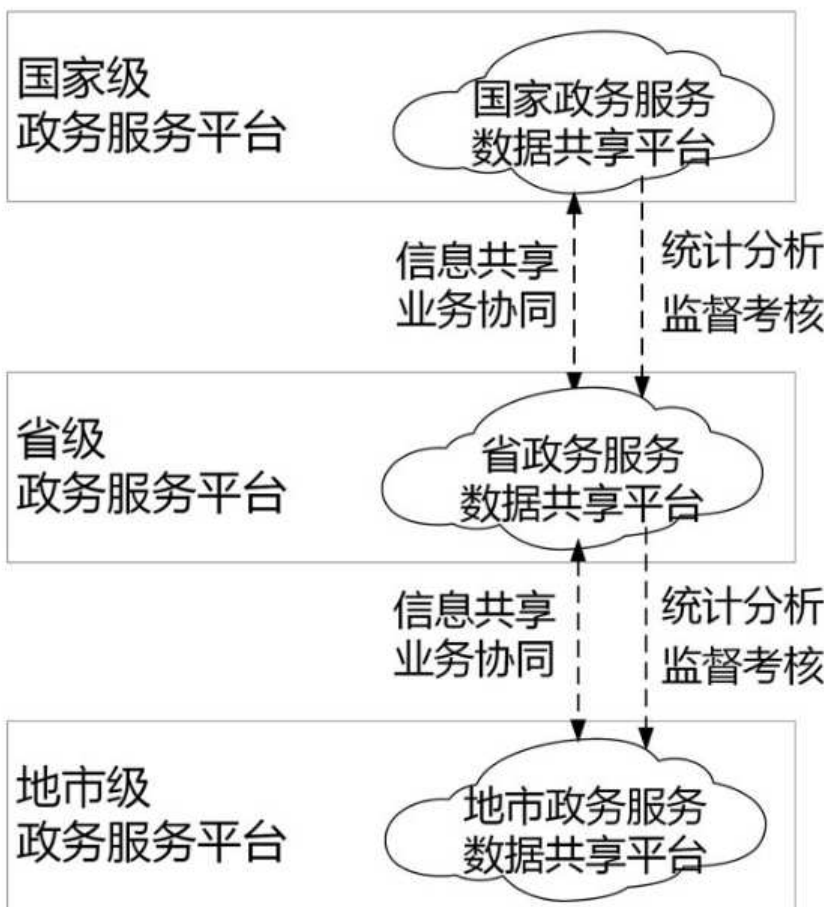 国家级
政务服务平台
国家政务服务
数据共享平台
信息共享
业务协同
统计分析
监督考核
省级
政务服务平台
省政务服务
数据共享平台
信息共享
业务协同
统计分析
监督考核
地市级
政务服务平台
地市政务服务
数据共享平台